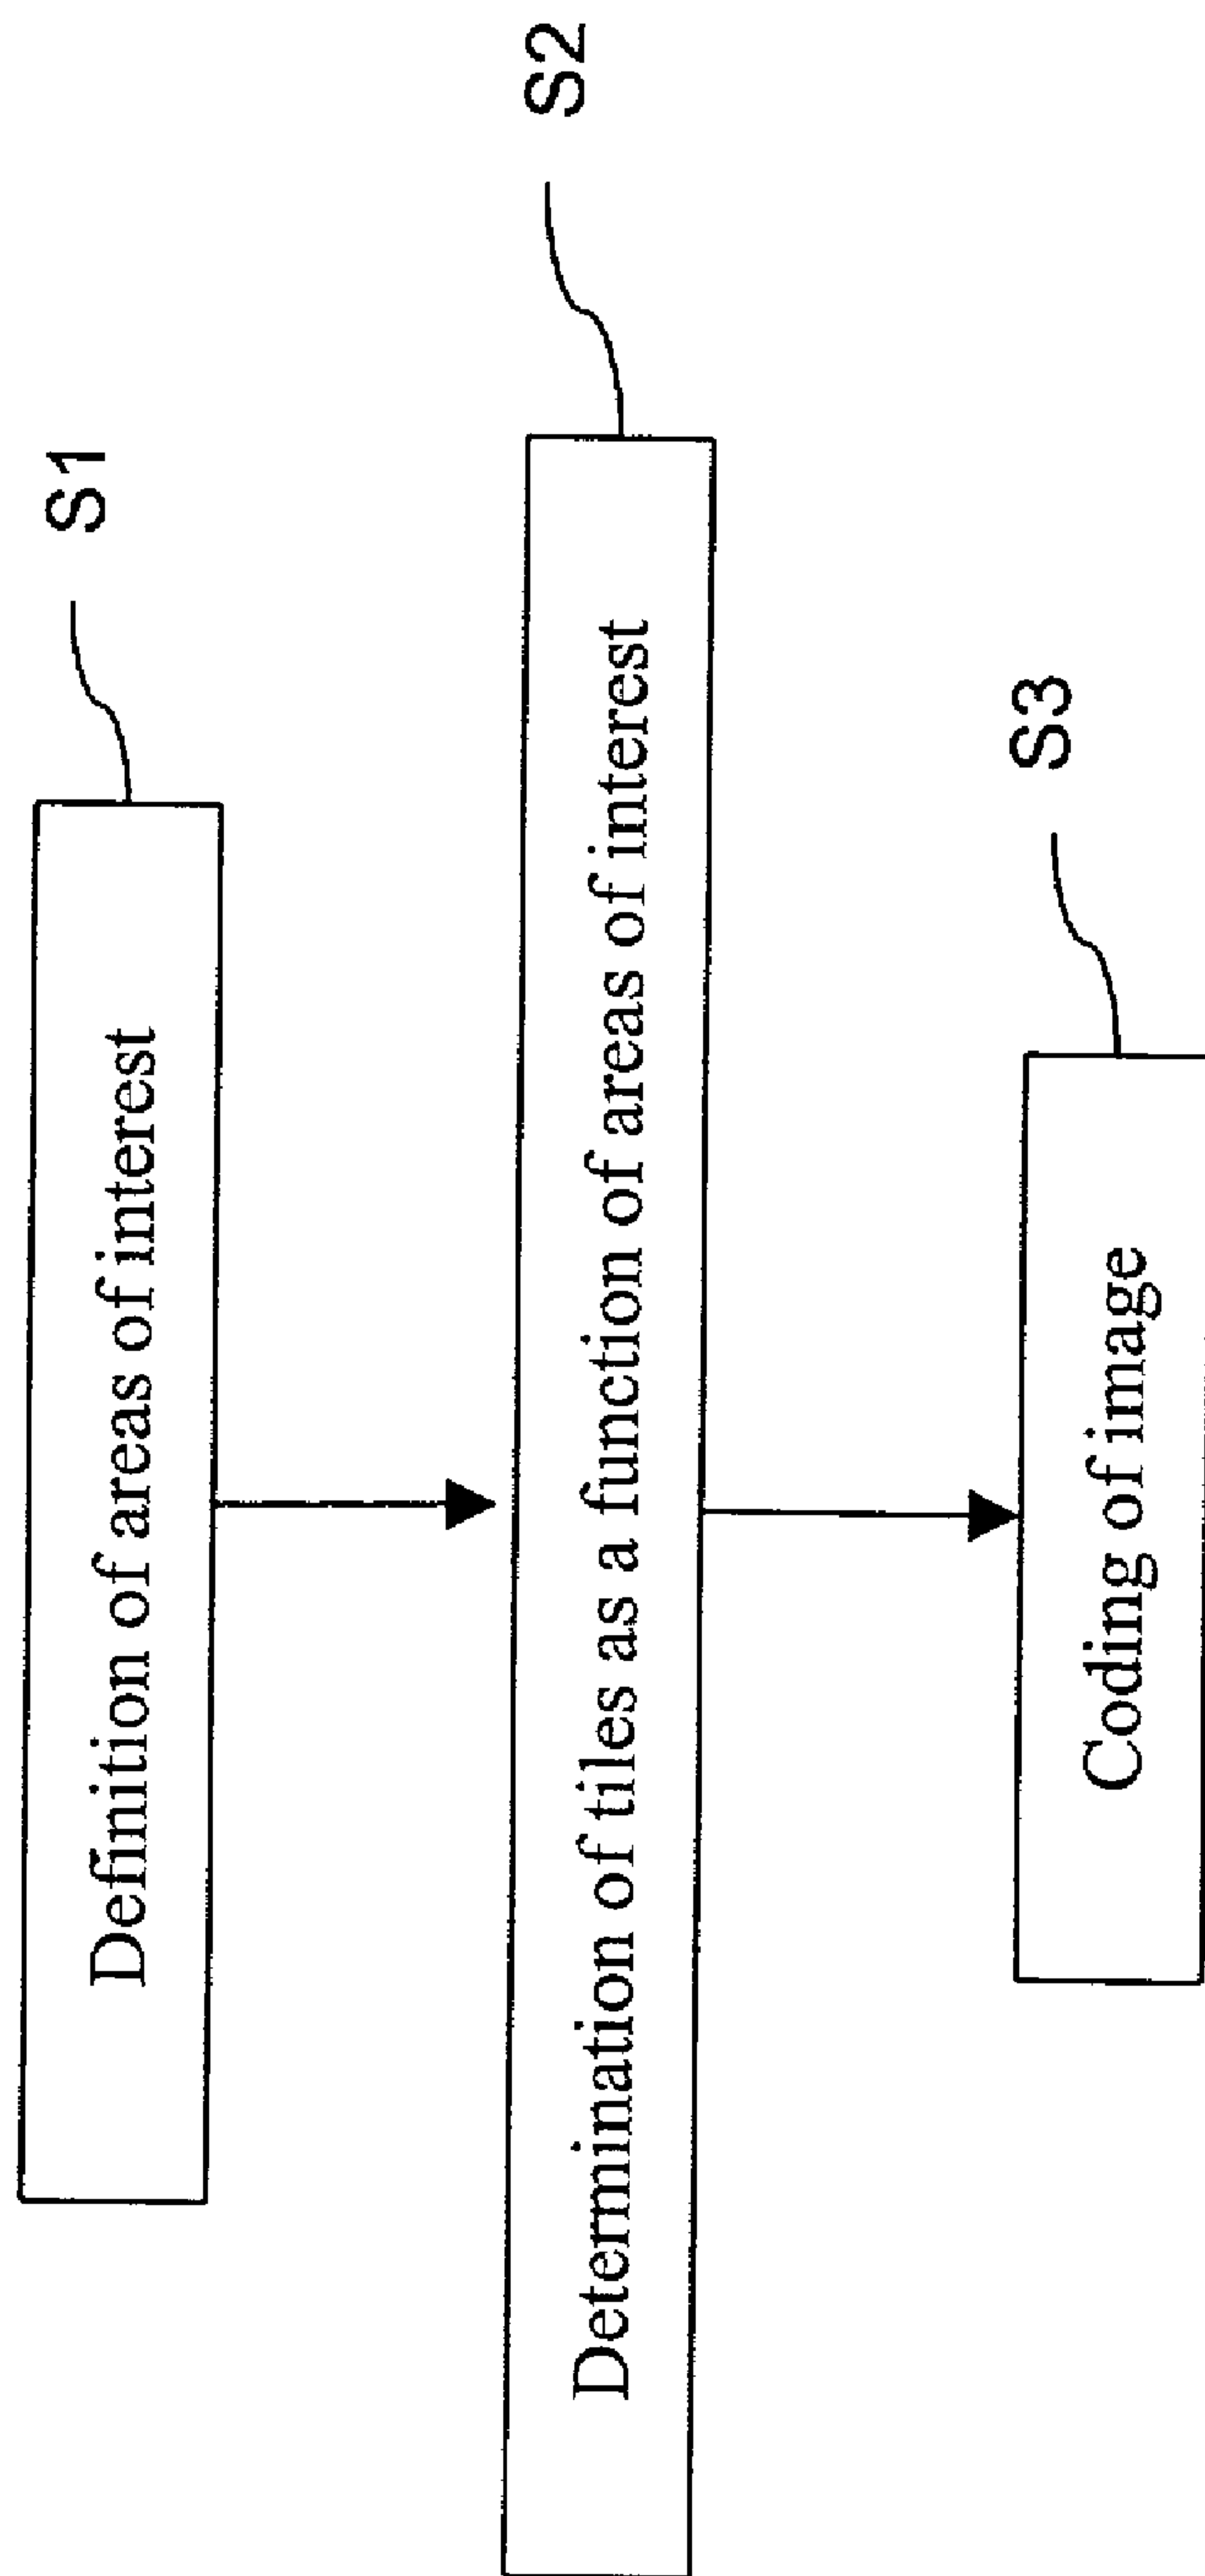 Definition of areas of interest
S1
Determination of tiles as a function of areas of interest
S2
Coding of image
S3